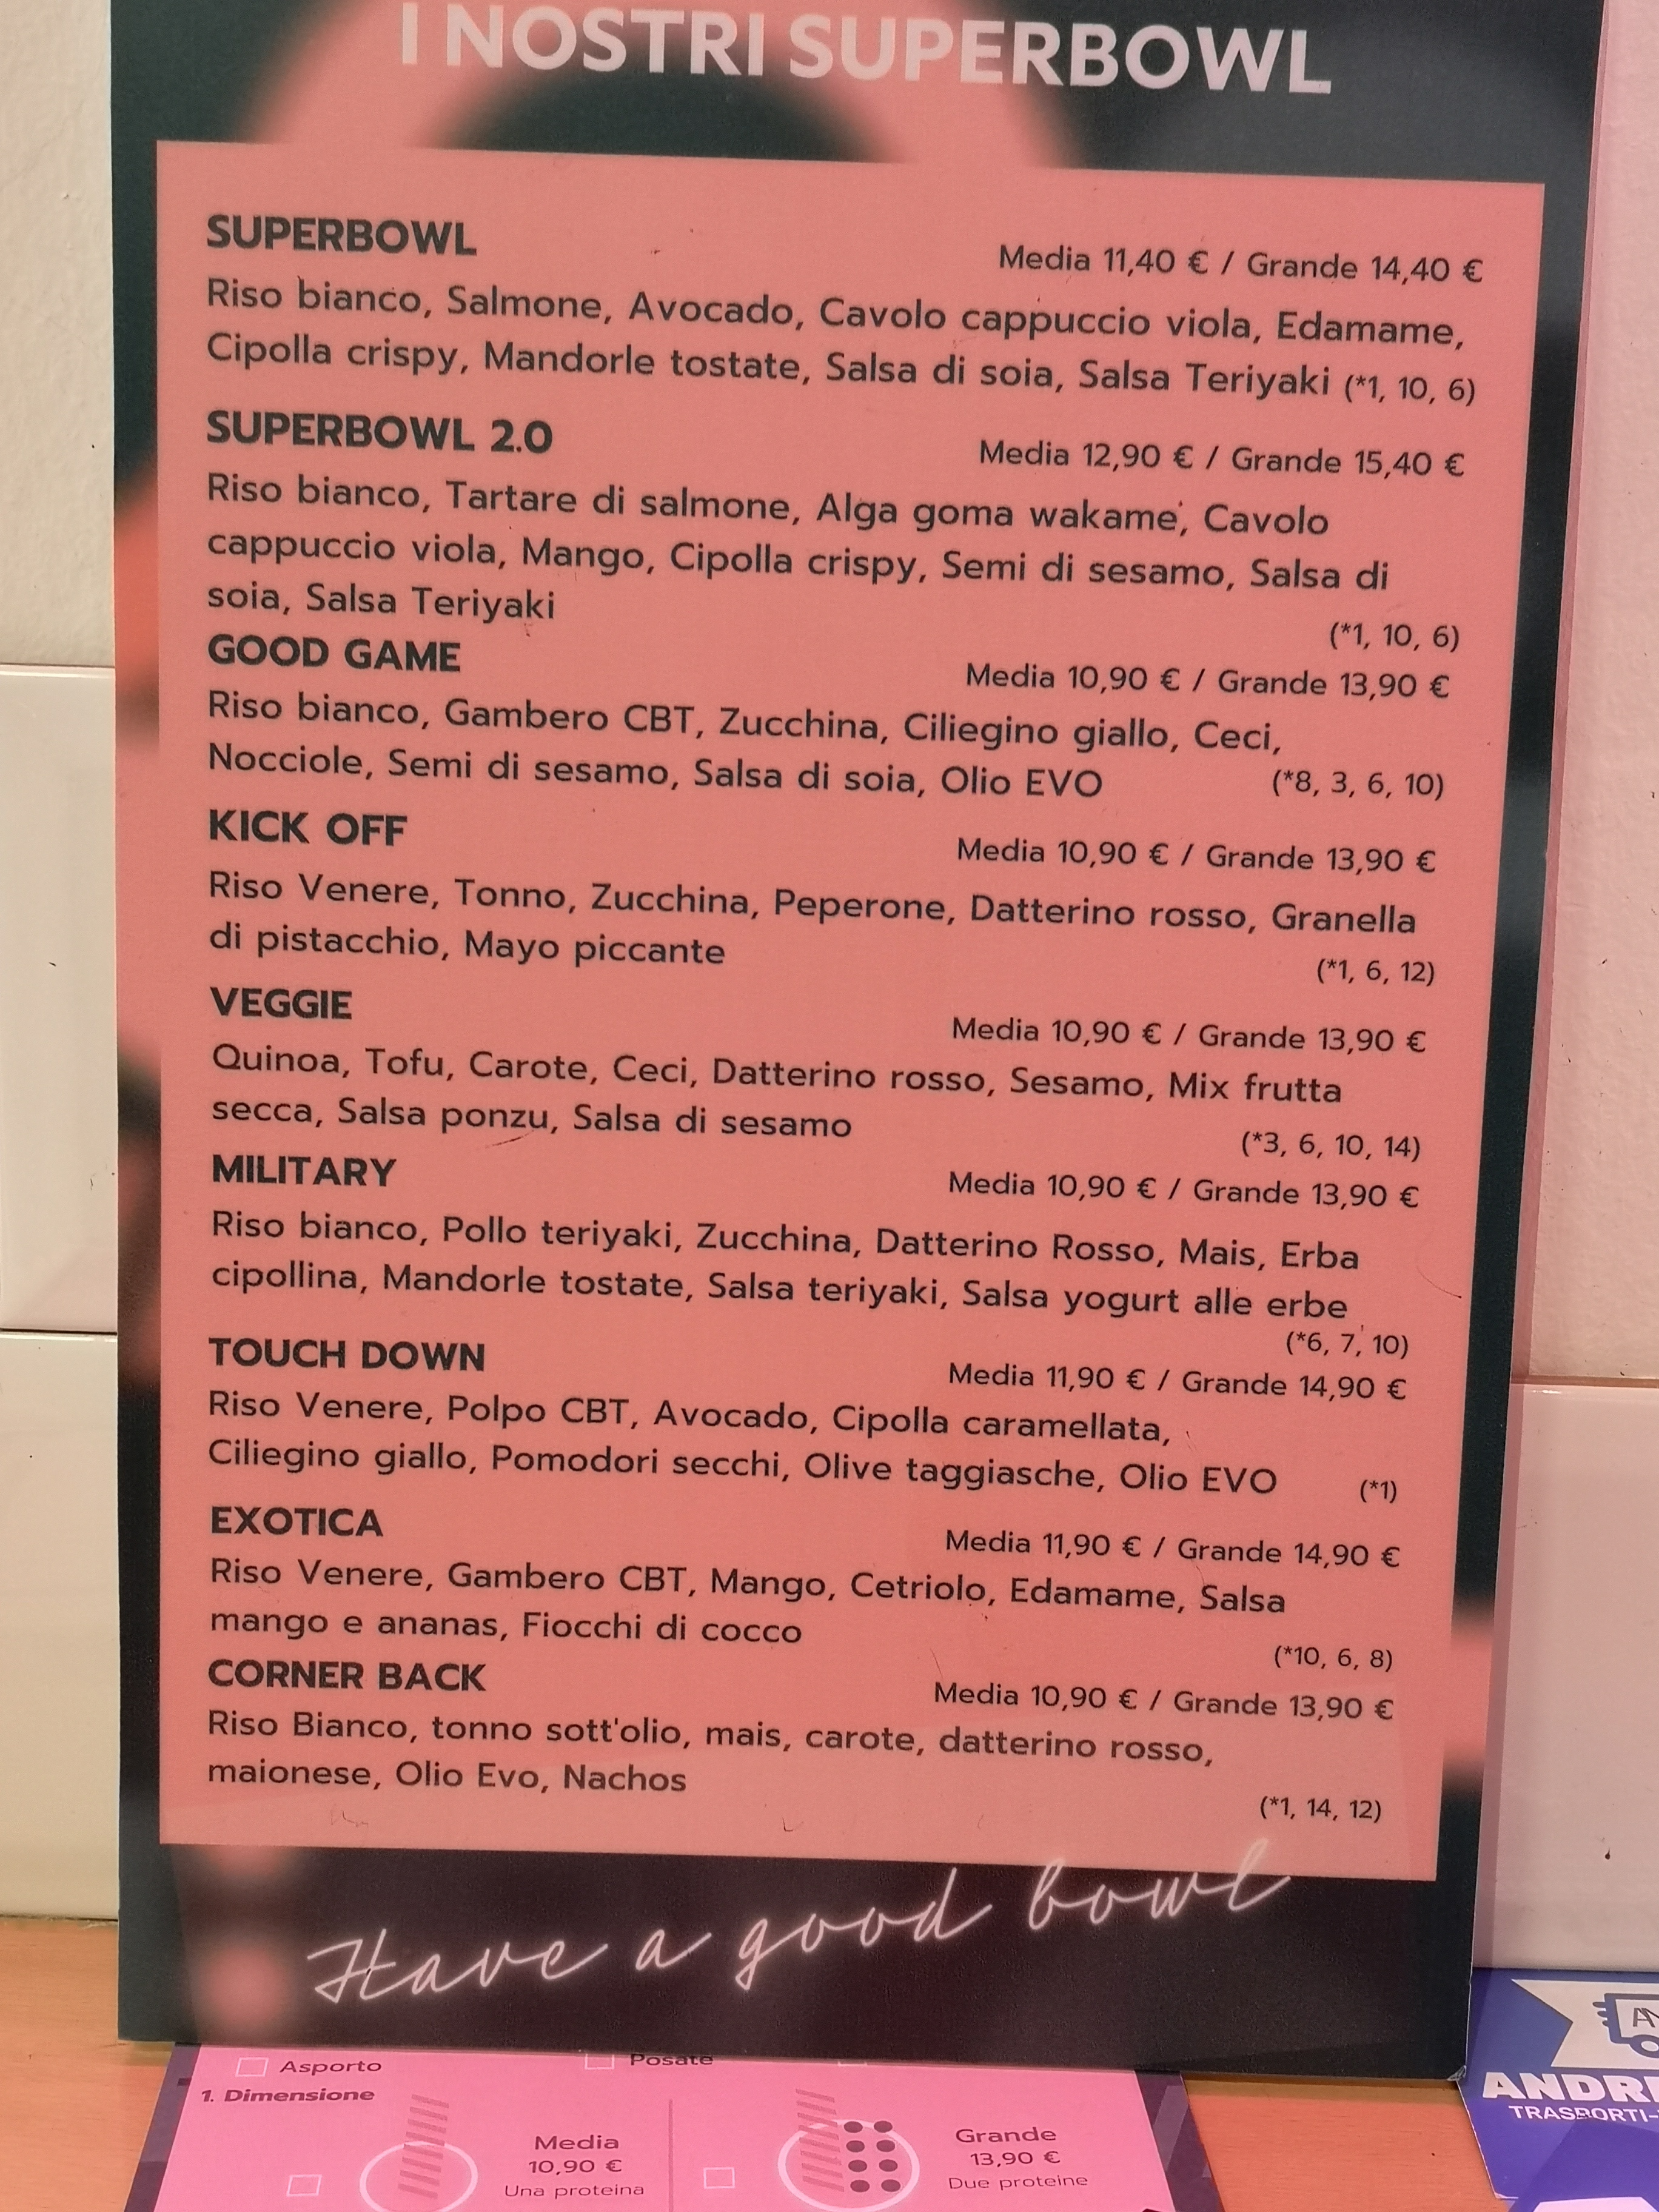 I NOSTRI SUPERBOWL
SUPERBOWL
Media 11,40 € / Grande 14,40 €
Riso bianco, Salmone, Avocado, Cavolo cappuccio viola, Edamame,
Cipolla crispy, Mandorle tostate, Salsa di soia, Salsa Teriyaki (*1, 10, 6)
SUPERBOWL 2.0
Media 12,90 € / Grande 15,40 €
Riso bianco, Tartare di salmone, Alga goma wakame, Cavolo
cappuccio viola, Mango, Cipolla crispy, Semi di sesamo, Salsa di
soia, Salsa Teriyaki
(*1, 10, 6)
GOOD GAME
Media 10,90 € / Grande 13,90 €
Riso bianco, Gambero CBT, Zucchina, Ciliegino giallo, Ceci,
Nocciole, Semi di sesamo, Salsa di soia, Olio EVO (*8, 3, 6, 10)
KICK OFF
Media 10,90 € / Grande 13,90 €
Riso Venere, Tonno, Zucchina, Peperone, Datterino rosso, Granella
di pistacchio, Mayo piccante
(*1, 6, 12)
VEGGIE
Media 10,90 € / Grande 13,90 €
Quinoa, Tofu, Carote, Ceci, Datterino rosso, Sesamo, Mix frutta
secca, Salsa ponzu, Salsa di sesamo
(*3, 6, 10, 14)
MILITARY
Media 10,90 € / Grande 13,90 €
Riso bianco, Pollo teriyaki, Zucchina, Datterino Rosso, Mais, Erba
cipollina, Mandorle tostate, Salsa teriyaki, Salsa yogurt alle erbe
(*6, 7, 10)
TOUCH DOWN
Media 11,90 € / Grande 14,90 €
Riso Venere, Polpo CBT, Avocado, Cipolla caramellata,
Ciliegino giallo, Pomodori secchi, Olive taggiasche, Olio EVO (*1)
EXOTICA
Media 11,90 € / Grande 14,90 €
Riso Venere, Gambero CBT, Mango, Cetriolo, Edamame, Salsa
mango e ananas, Fiocchi di cocco
(*10, 6, 8)
CORNER BACK
Media 10,90 € / Grande 13,90 €
Riso Bianco, tonno sott'olio, mais, carote, datterino rosso,
maionese, Olio Evo, Nachos
(*1, 14, 12)
Have a good bowl
Asporto
Posate
1. Dimensione
Media
10,90 €
Una proteina
Grande
13,90 €
Due proteine
ANDR
TRASPORTI-